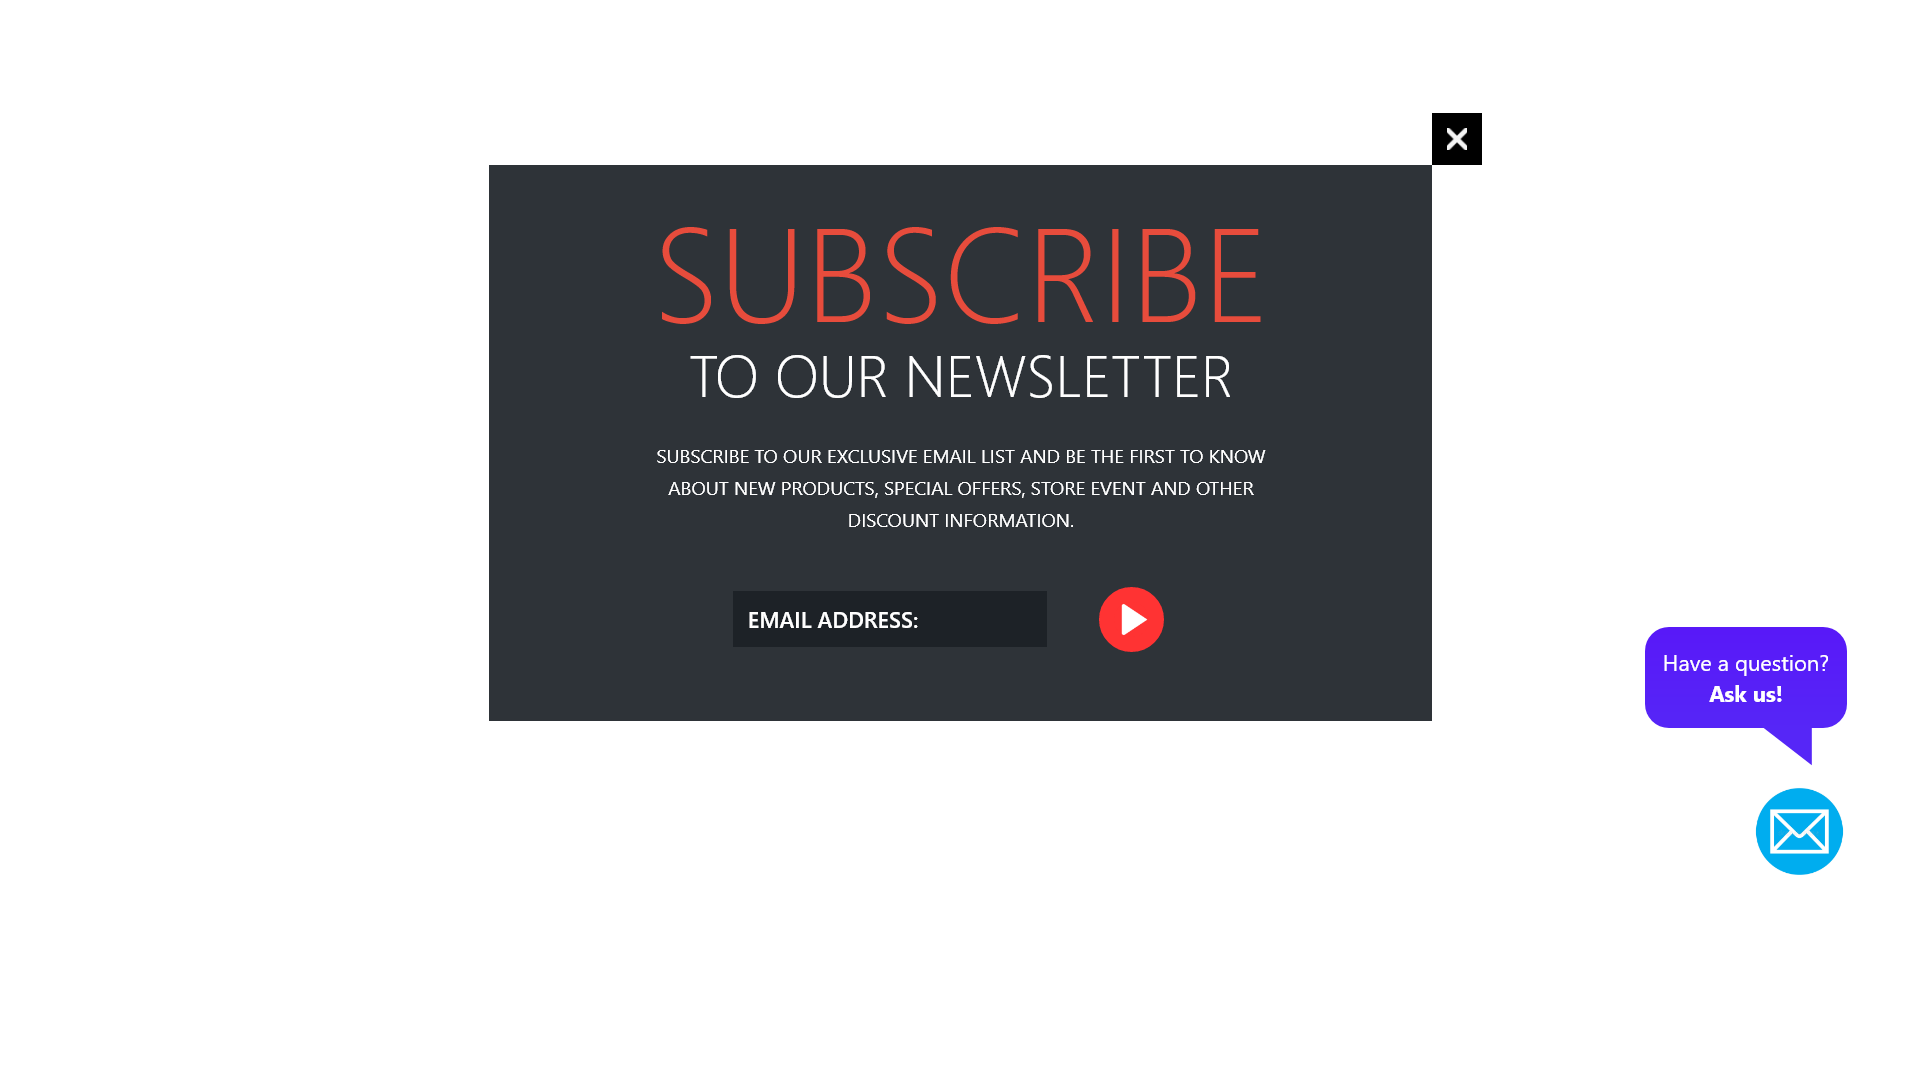 SUBSCRIBE
TO OUR NEWSLETTER
SUBSCRIBE TO OUR EXCLUSIVE EMAIL LIST AND BE THE FIRST TO KNOW
ABOUT NEW PRODUCTS, SPECIAL OFFERS, STORE EVENT AND OTHER
DISCOUNT INFORMATION.
EMAIL ADDRESS:
Have a question?
Ask us!